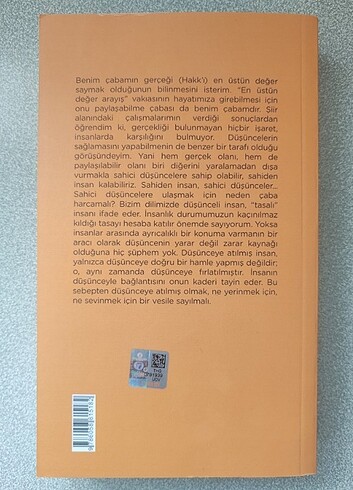 Benim çabamın gerçeği (Hakk'ı) en üstün değer
saymak olduğunun bilinmesini isterim. "En üstün
değer arayışı" vakıasının hayatımıza girebilmesi için
onu paylaşabilme çabası da benim çabamdır. Şiir
alanındaki çalışmalarımın verdiği sonuçlardan
öğrendim ki, gerçekliği bulunmayan hiçbir işaret,
insanlarda karşılığını bulmuyor. Düşüncelerin
sağlamasını yapabilmenin de benzer bir tarafı olduğu
görüşündeyim. Yani hem gerçek olanı, hem de
paylaşılabilir olanı biri diğerini yaralamadan dışa
vurmakla sahici düşüncelere sahip olabilir, sahiden
insan kalabiliriz. Sahiden insan, sahici düşünceler...
Sahici düşüncelere ulaşmak için neden çaba
harcamalı? Bizim dilimizde düşünceli insan, "tasalı"
insanı ifade eder. İnsanlık durumumuzun kaçınılmaz
kıldığı tasayı hesaba katılır önemde sayıyorum. Yoksa
insanlar arasında ayrıcalıklı bir konuma varmanın bir
aracı olarak düşüncenin yarar değil zarar kaynağı
olduğuna hiç şüphem yok. Düşünceye atılmış insan,
yalnızca düşünceye doğru bir hamle yapmış değildir;
o, aynı zamanda düşünceye fırlatılmıştır. İnsanın
düşünceyle bağlantısını onun kaderi tayin eder. Bu
sebepten düşünceye atılmış olmak, ne yerinmek için,
ne sevinmek için bir vesile sayılmalı.